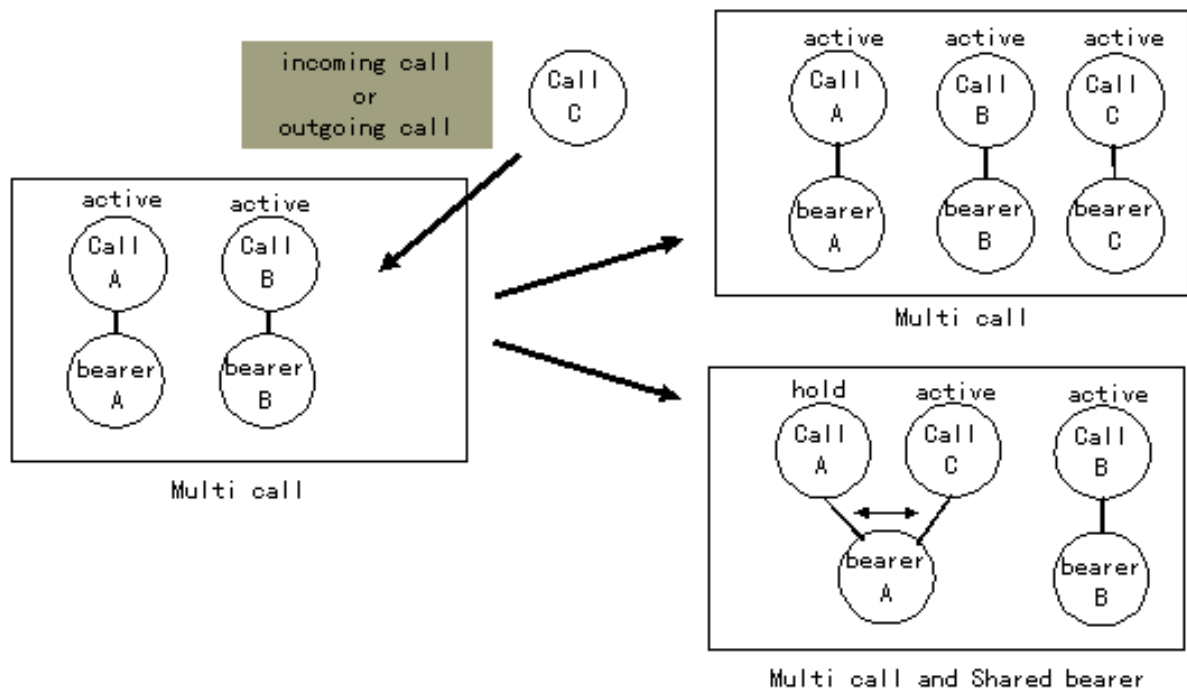 incoming call
or
outgoing call
Call
C
active
active
Call
A
Call
B
bearer
A
bearer
B
Multi call
active
active
active
Call
A
Call
B
Call
C
bearer
A
bearer
B
bearer
C
Multi call
hold
active
active
Call
A
Call
C
Call
B
bearer
A
bearer
B
Multi call and Shared bearer